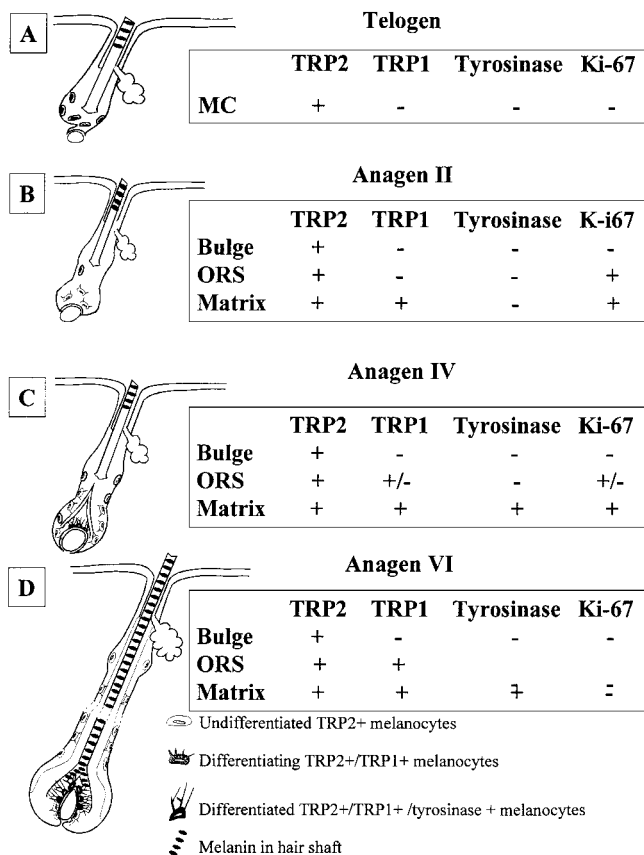 A
Telogen
TRP2 TRP1 Tyrosinase Ki-67
MC + - - -
B
Anagen II
TRP2 TRP1 Tyrosinase K-i67
Bulge + - - -
ORS + - - +
Matrix + + - +
C
Anagen IV
TRP2 TRP1 Tyrosinase Ki-67
Bulge + - - -
ORS + +/- - +/-
Matrix + + + +
D
Anagen VI
TRP2 TRP1 Tyrosinase Ki-67
Bulge + - - -
ORS + + - -
Matrix + + + -
Undifferentiated TRP2+ melanocytes
Differentiating TRP2+/TRP1+ melanocytes
Differentiated TRP2+/TRP1+ /tyrosinase + melanocytes
Melanin in hair shaft